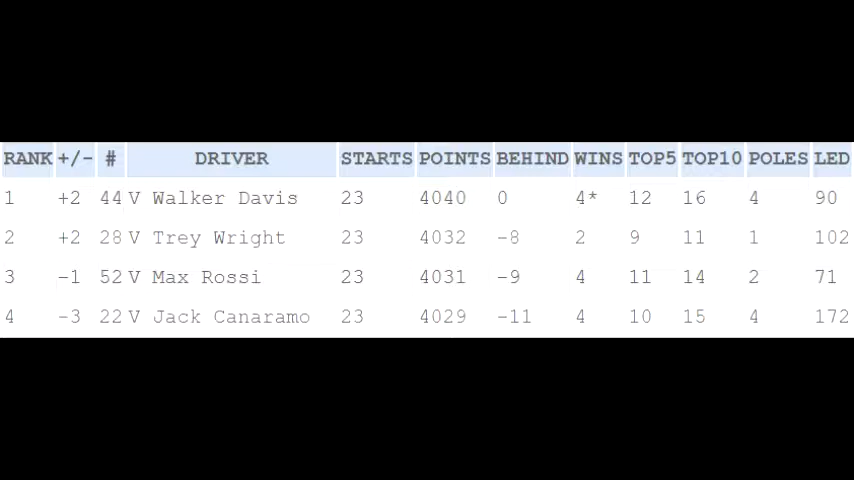 RANK +/- # DRIVER STARTS POINTS BEHIND WINS TOP5 TOP10 POLES LED
1 +2 44 V Walker Davis 23 4040 0 4* 12 16 4 90
2 +2 28 V Trey Wright 23 4032 -8 2 9 11 1 102
3 -1 52 V Max Rossi 23 4031 -9 4 11 14 2 71
4 -3 22 V Jack Canaramo 23 4029 -11 4 10 15 4 172